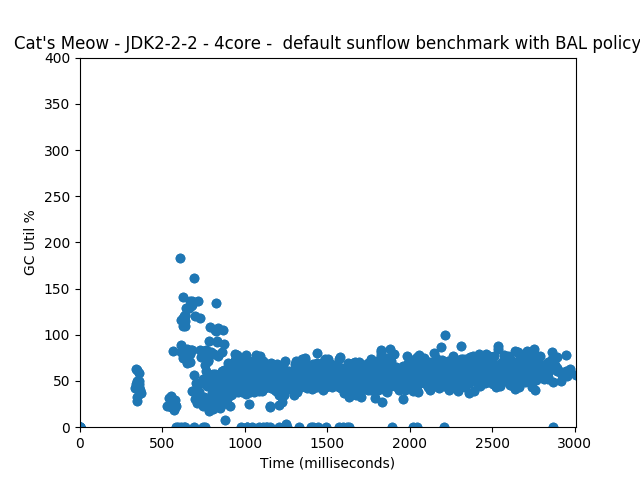 Cat's Meow - JDK2-2-2 - 4core -  default sunflow benchmark with BAL policy
400
350
300
250
200
150
100
50
0
GC Util %
0 500 1000 1500 2000 2500 3000
Time (milliseconds)